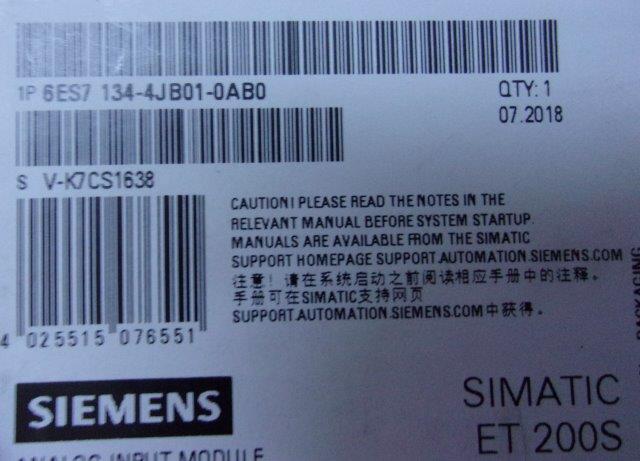 1P 6ES7 134-4JB01-0AB0
QTY: 1
07.2018
S V-K7CS1638
CAUTION! PLEASE READ THE NOTES IN THE
RELEVANT MANUAL BEFORE SYSTEM STARTUP.
MANUALS ARE AVAILABLE FROM THE SIMATIC
SUPPORT HOMEPAGE SUPPORT.AUTOMATION.SIEMENS.COM
注意！请在系统启动之前阅读相应手册中的注释。
手册可在SIMATIC支持网页
SUPPORT.AUTOMATION.SIEMENS.COM中获得。
4 025515 076551
SIEMENS
SIMATIC
ET 200S
ANALOG INPUT MODULE
PACKAGING